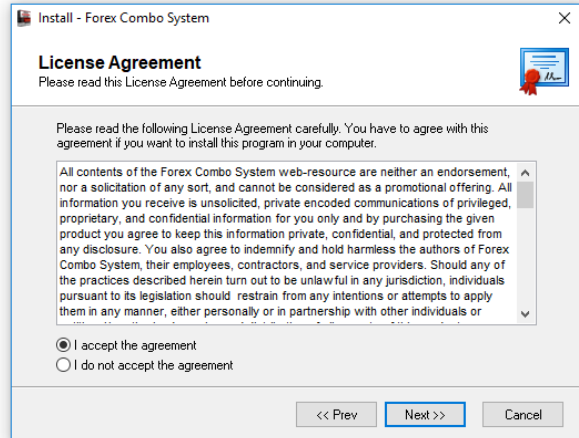 Install - Forex Combo System
License Agreement
Please read this License Agreement before continuing.
Please read the following License Agreement carefully. You have to agree with this
agreement if you want to install this program in your computer.
All contents of the Forex Combo System web-resource are neither an endorsement,
nor a solicitation of any sort, and cannot be considered as a promotional offering. All
information you receive is unsolicited, private encoded communications of privileged,
proprietary, and confidential information for you only and by purchasing the given
product you agree to keep this information private, confidential, and protected from
any disclosure. You also agree to indemnify and hold harmless the authors of Forex
Combo System, their employees, contractors, and service providers. Should any of
the practices described herein turn out to be unlawful in any jurisdiction, individuals
pursuant to its legislation should restrain from any intentions or attempts to apply
them in any manner, either personally or in partnership with other individuals or
I accept the agreement
I do not accept the agreement
<< Prev
Next >>
Cancel